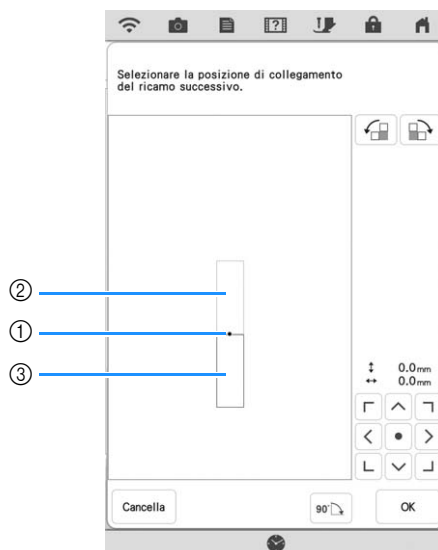 Selezionare la posizione di collegamento
del ricamo successivo.
②
①
③
↕ 0.0mm
↔ 0.0mm
Cancella
90°
OK